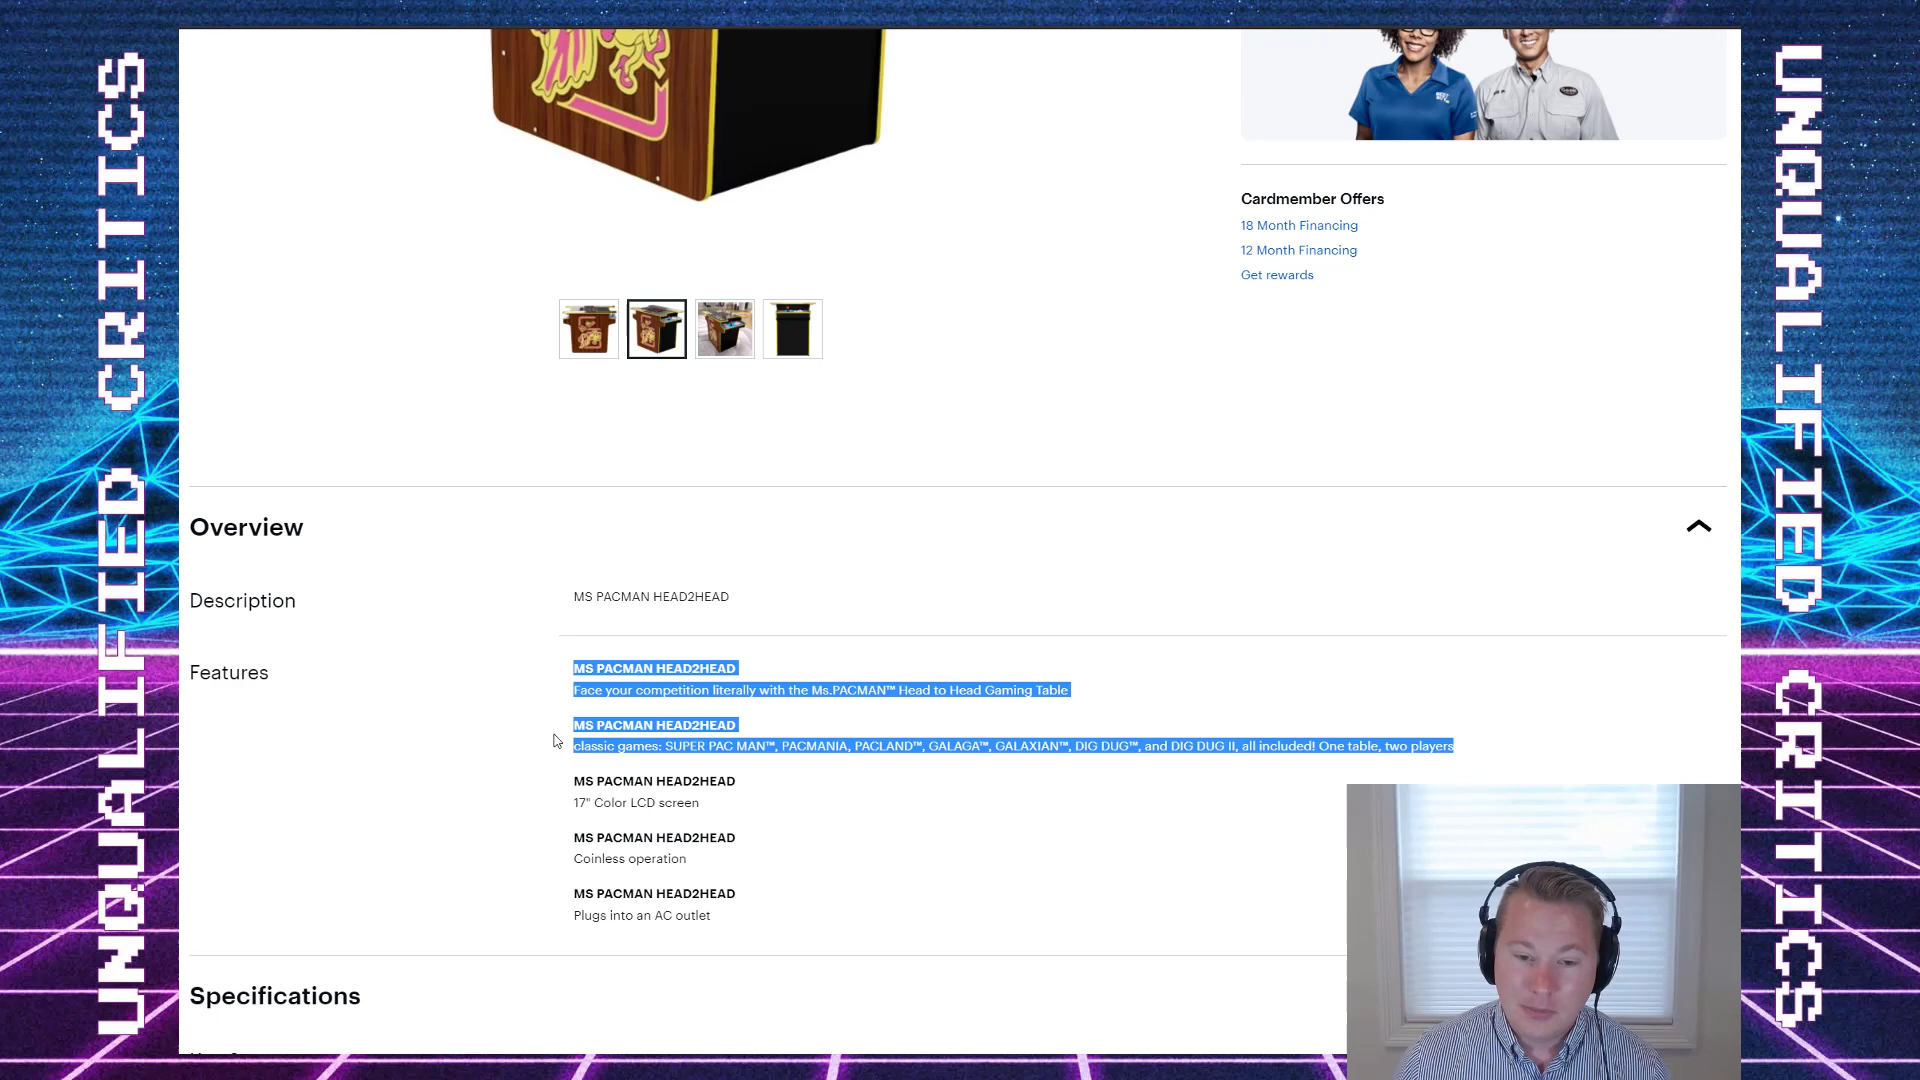 UNQUALIFIED CRITICS
Cardmember Offers
18 Month Financing
12 Month Financing
Get rewards
Overview
Description
MS PACMAN HEAD2HEAD
Features
MS PACMAN HEAD2HEAD
Face your competition literally with the Ms.PACMAN™ Head to Head Gaming Table
MS PACMAN HEAD2HEAD
classic games: SUPER PAC MAN™, PACMANIA, PACLAND™, GALAGA™, GALAXIAN™, DIG DUG™, and DIG DUG II, all included! One table, two players
MS PACMAN HEAD2HEAD
17" Color LCD screen
MS PACMAN HEAD2HEAD
Coinless operation
MS PACMAN HEAD2HEAD
Plugs into an AC outlet
Specifications
UNQUALIFIED CRITICS